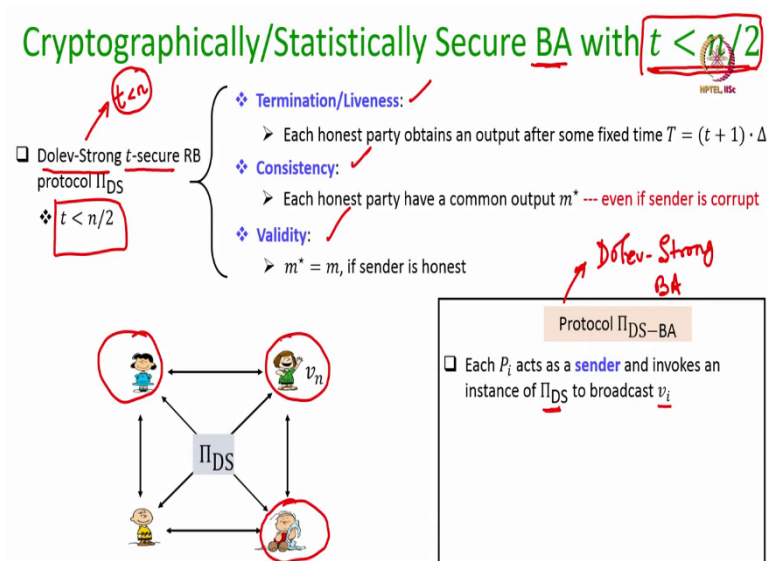 Cryptographically/Statistically Secure BA with t < n/2
NPTEL, IISc
t<n
❖ Termination/Liveness:
➢ Each honest party obtains an output after some fixed time T = (t + 1) · Δ
❑ Dolev-Strong t-secure RB
protocol Π_DS
❖ t < n/2
❖ Consistency:
➢ Each honest party have a common output m* --- even if sender is corrupt
❖ Validity:
➢ m* = m, if sender is honest
Dolev-Strong
BA
Protocol Π_DS−BA
❑ Each P_i acts as a sender and invokes an
instance of Π_DS to broadcast v_i
v_n
Π_DS